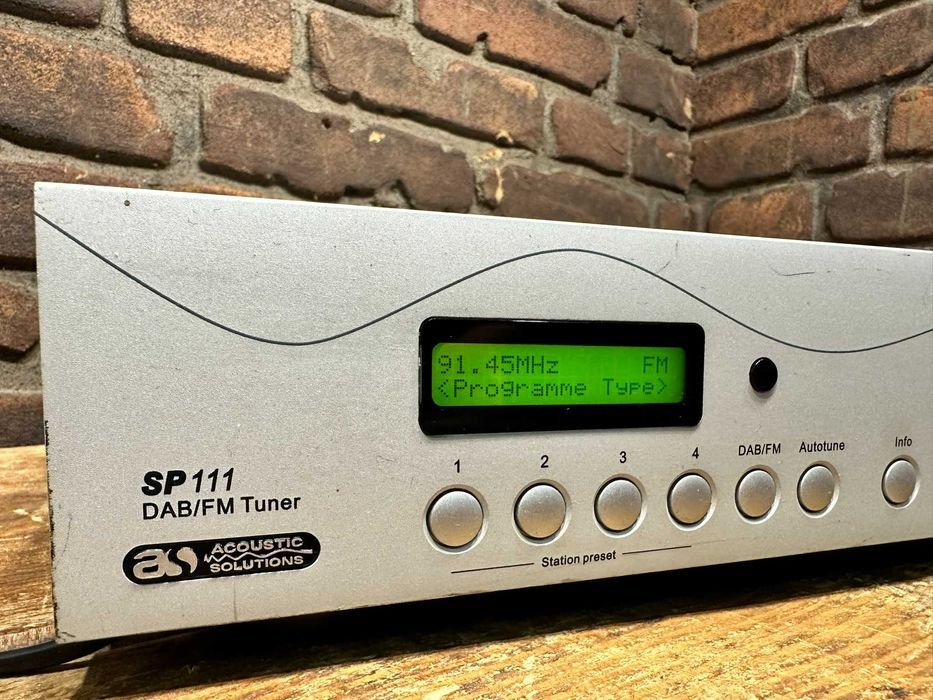 91.45MHz FM
<Programme Type>
1 2 3 4 DAB/FM Autotune Info
Station preset
SP111
DAB/FM Tuner
as ACOUSTIC
SOLUTIONS